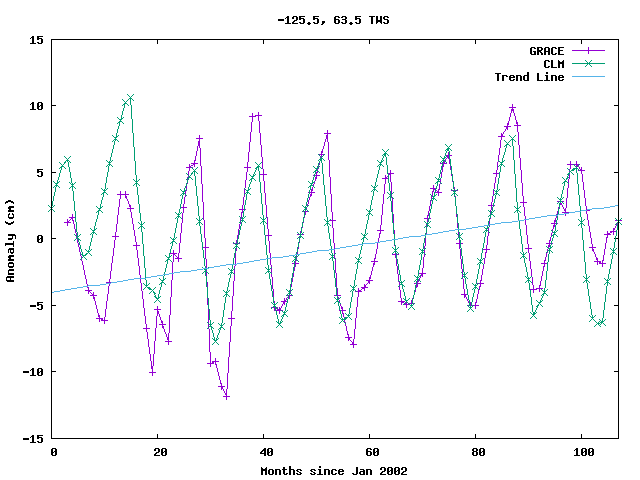 -125.5, 63.5 TWS
GRACE
CLM
Trend Line
15
10
5
0
-5
-10
-15
Anomaly (cm)
0 20 40 60 80 100
Months since Jan 2002